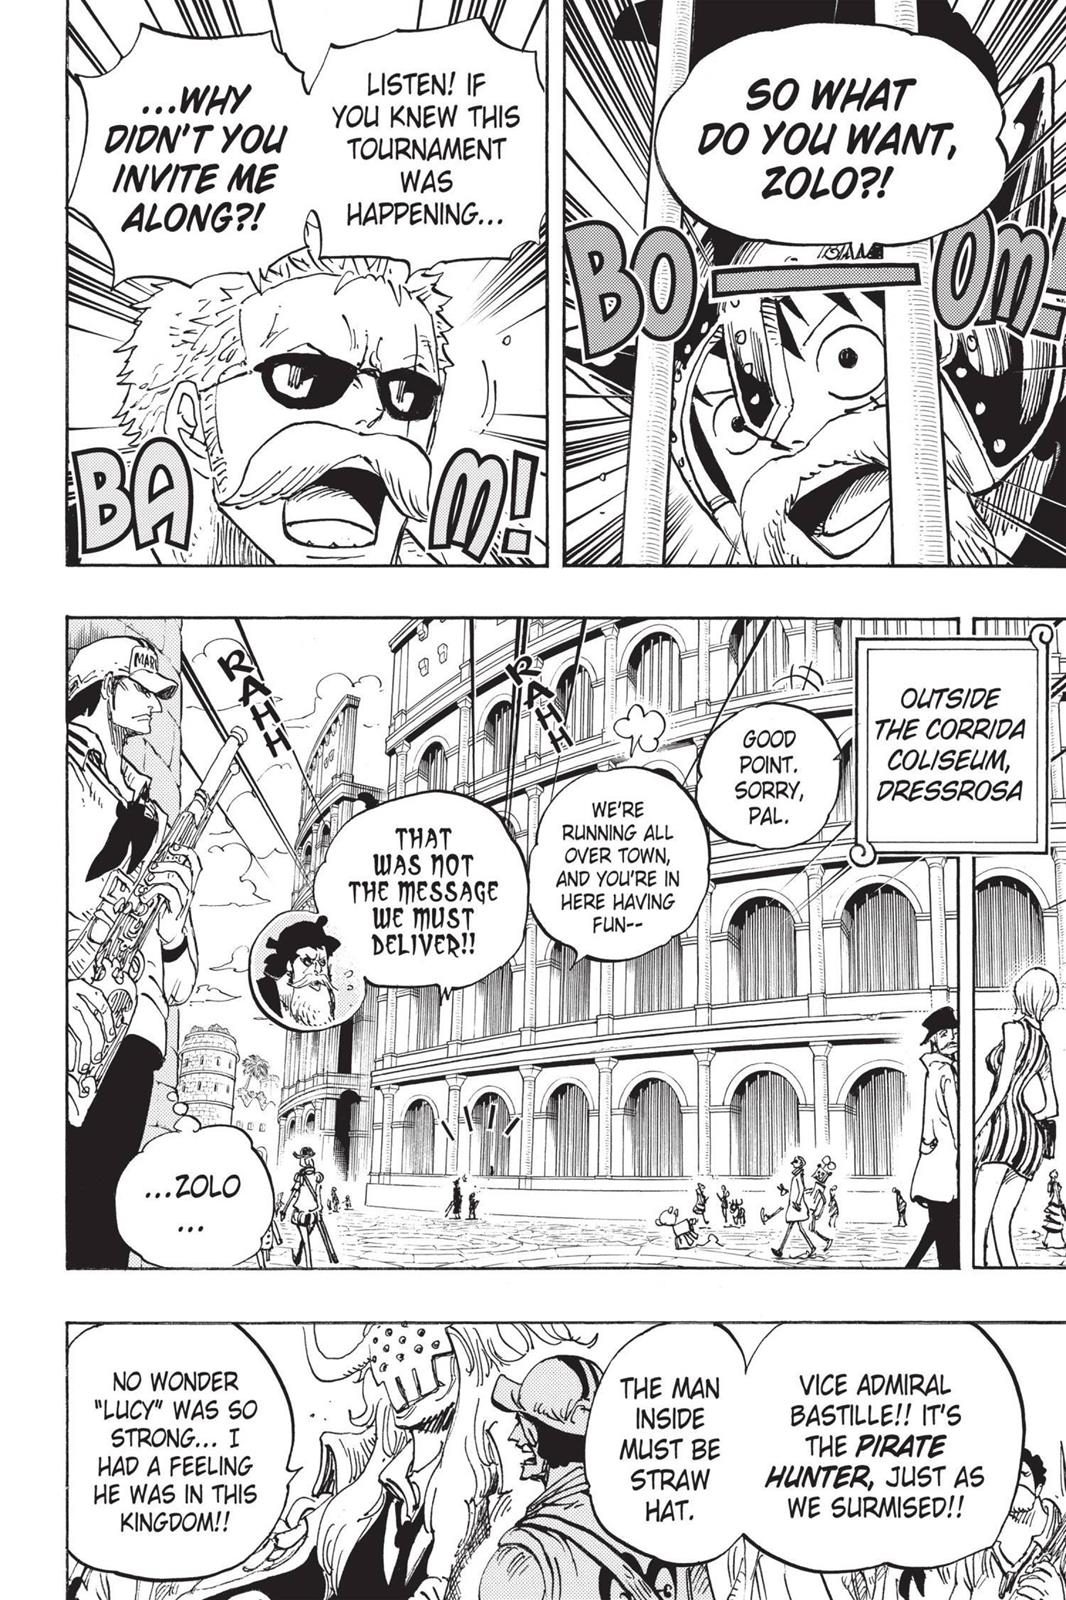 SO WHAT
DO YOU WANT,
ZOLO?!
BO
OM!
LISTEN! IF
YOU KNEW THIS
TOURNAMENT
WAS
HAPPENING...
...WHY
DIDN'T YOU
INVITE ME
ALONG?!
BA
M!
OUTSIDE
THE CORRIDA
COLISEUM,
DRESSROSA
GOOD
POINT.
SORRY,
PAL.
WE'RE
RUNNING ALL
OVER TOWN,
AND YOU'RE IN
HERE HAVING
FUN--
THAT
WAS NOT
THE MESSAGE
WE MUST
DELIVER!!
RAHH
RAHH
MAR
...ZOLO
...
VICE ADMIRAL
BASTILLE!! IT'S
THE PIRATE
HUNTER, JUST AS
WE SURMISED!!
THE MAN
INSIDE
MUST BE
STRAW
HAT.
NO WONDER
"LUCY" WAS SO
STRONG... I
HAD A FEELING
HE WAS IN THIS
KINGDOM!!